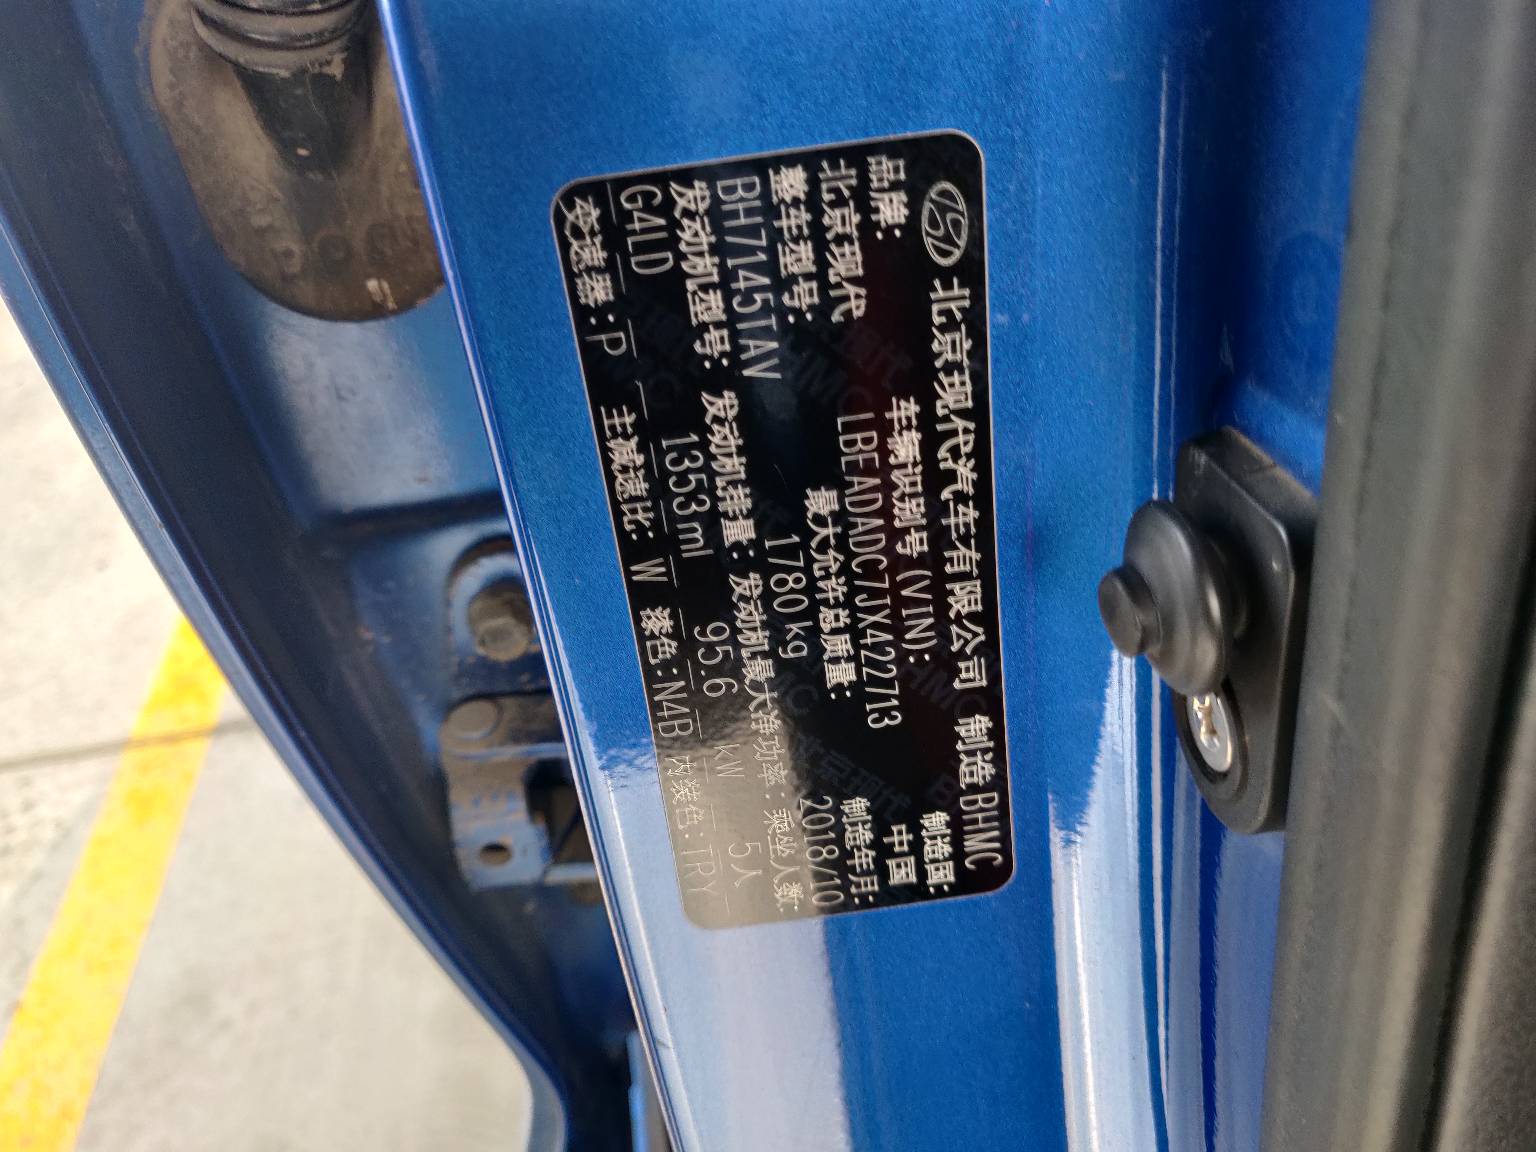 北京现代汽车有限公司 制造 BHMC
品牌: 车辆识别号(VIN): 制造国:
北京现代 LBEADADC7JX422713 中国
整车型号: 最大允许总质量: 制造年月:
BH7145TAV 1780kg 2018/10
发动机型号: 发动机排量: 发动机最大净功率: 乘坐人数:
G4LD 1353ml 95.6 kW 5人
变速器: P 主减速比: W 漆色: N4B 内装色: TRY